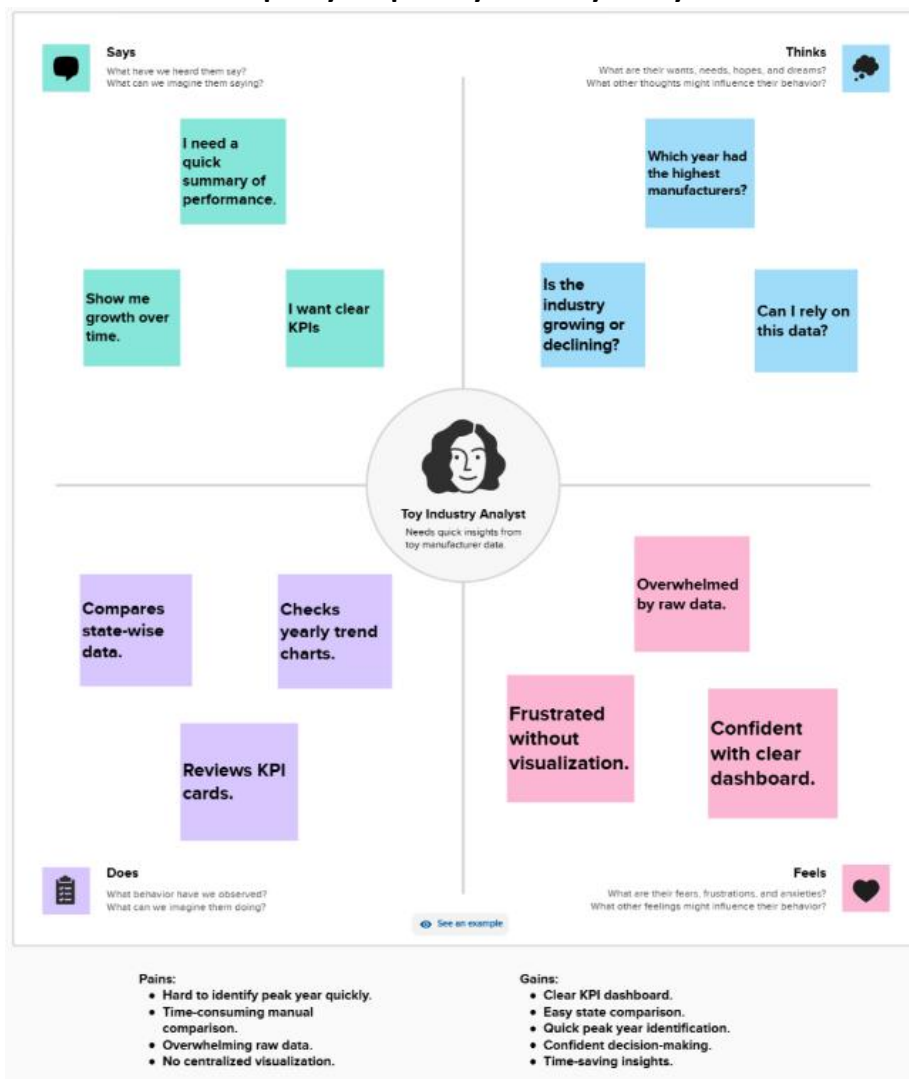 Says
What have we heard them say?
What can we imagine them saying?
Thinks
What are their wants, needs, hopes, and dreams?
What other thoughts might influence their behavior?
I need a
quick
summary of
performance.
Show me
growth over
time.
I want clear
KPIs
Which year had
the highest
manufacturers?
Is the
industry
growing or
declining?
Can I rely on
this data?
Toy Industry Analyst
Needs quick insights from
toy manufacturer data.
Compares
state-wise
data.
Checks
yearly trend
charts.
Reviews KPI
cards.
Overwhelmed
by raw data.
Frustrated
without
visualization.
Confident
with clear
dashboard.
Does
What behavior have we observed?
What can we imagine them doing?
Feels
What are their fears, frustrations, and anxieties?
What other feelings might influence their behavior?
See an example
Pains:
• Hard to identify peak year quickly.
• Time-consuming manual
comparison.
• Overwhelming raw data.
• No centralized visualization.
Gains:
• Clear KPI dashboard.
• Easy state comparison.
• Quick peak year identification.
• Confident decision-making.
• Time-saving insights.